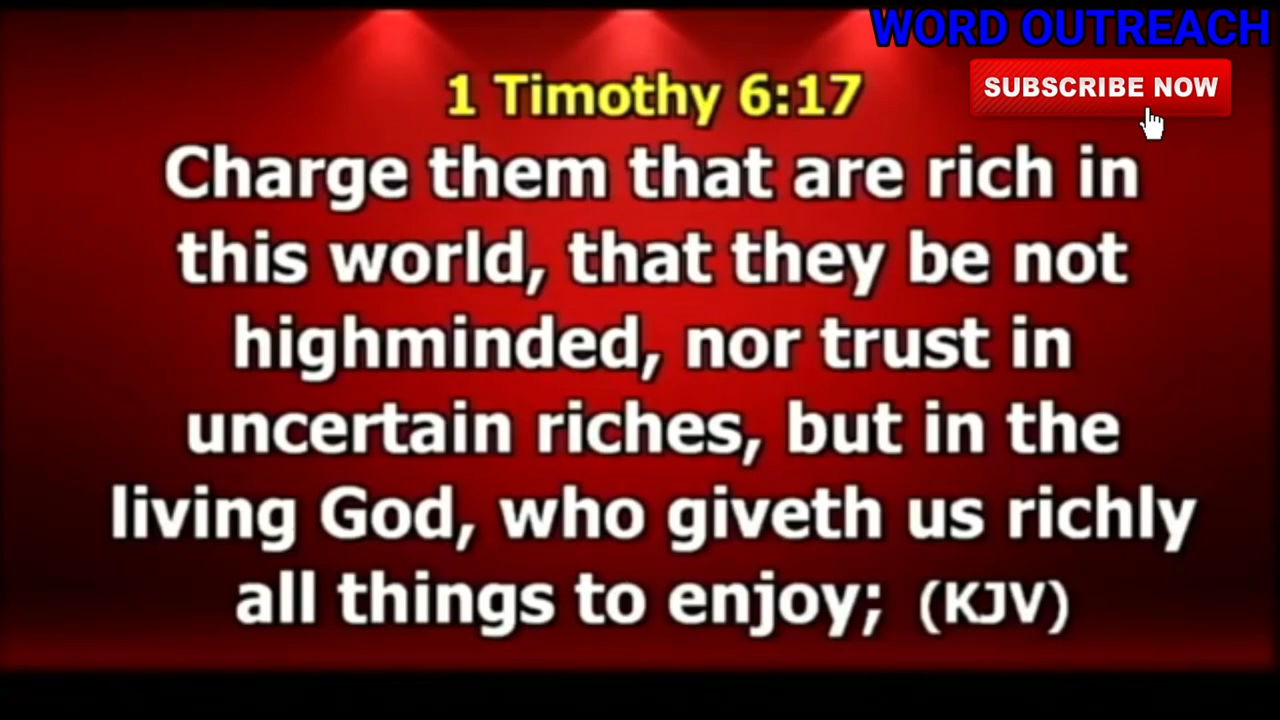 WORD OUTREACH
SUBSCRIBE NOW
1 Timothy 6:17
Charge them that are rich in
this world, that they be not
highminded, nor trust in
uncertain riches, but in the
living God, who giveth us richly
all things to enjoy; (KJV)